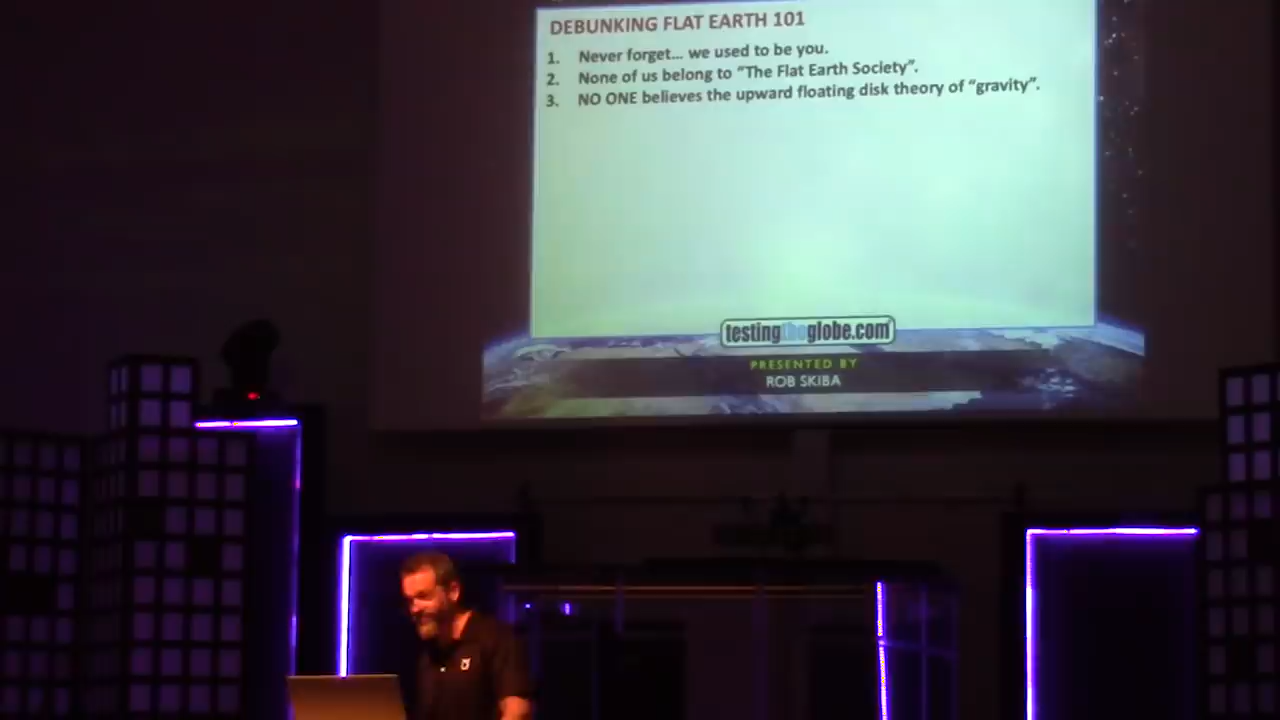 DEBUNKING FLAT EARTH 101
1. Never forget... we used to be you.
2. None of us belong to “The Flat Earth Society”.
3. NO ONE believes the upward floating disk theory of “gravity”.
testingtheglobe.com
PRESENTED BY
ROB SKIBA